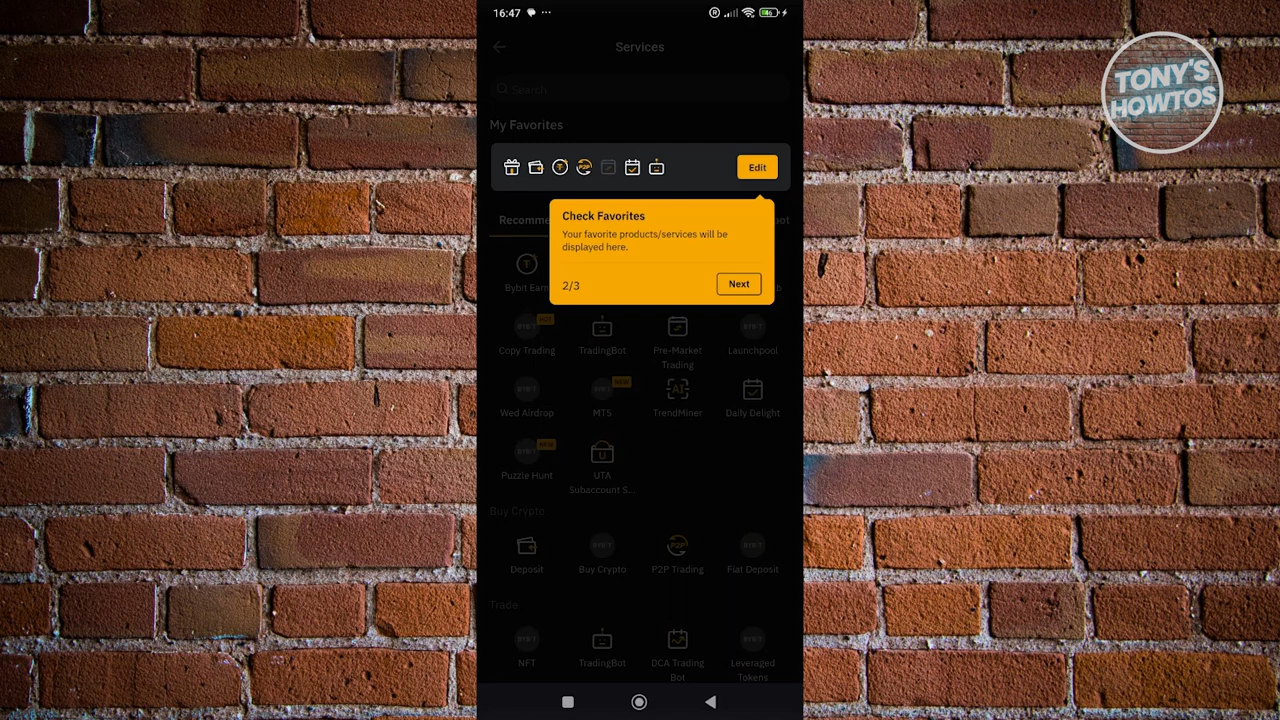 16:47
Services
TONY'S
HOWTOS
Search
My Favorites
Edit
Recomme
Check Favorites
Your favorite products/services will be
displayed here.
2/3
Next
Bybit Earn
Copy Trading
HOT
TradingBot
Pre-Market
Trading
Launchpool
Wed Airdrop
MT5
NEW
TrendMiner
Daily Delight
Puzzle Hunt
NEW
UTA
Subaccount S...
Buy Crypto
Deposit
Buy Crypto
P2P Trading
Fiat Deposit
Trade
NFT
TradingBot
DCA Trading
Bot
Leveraged
Tokens